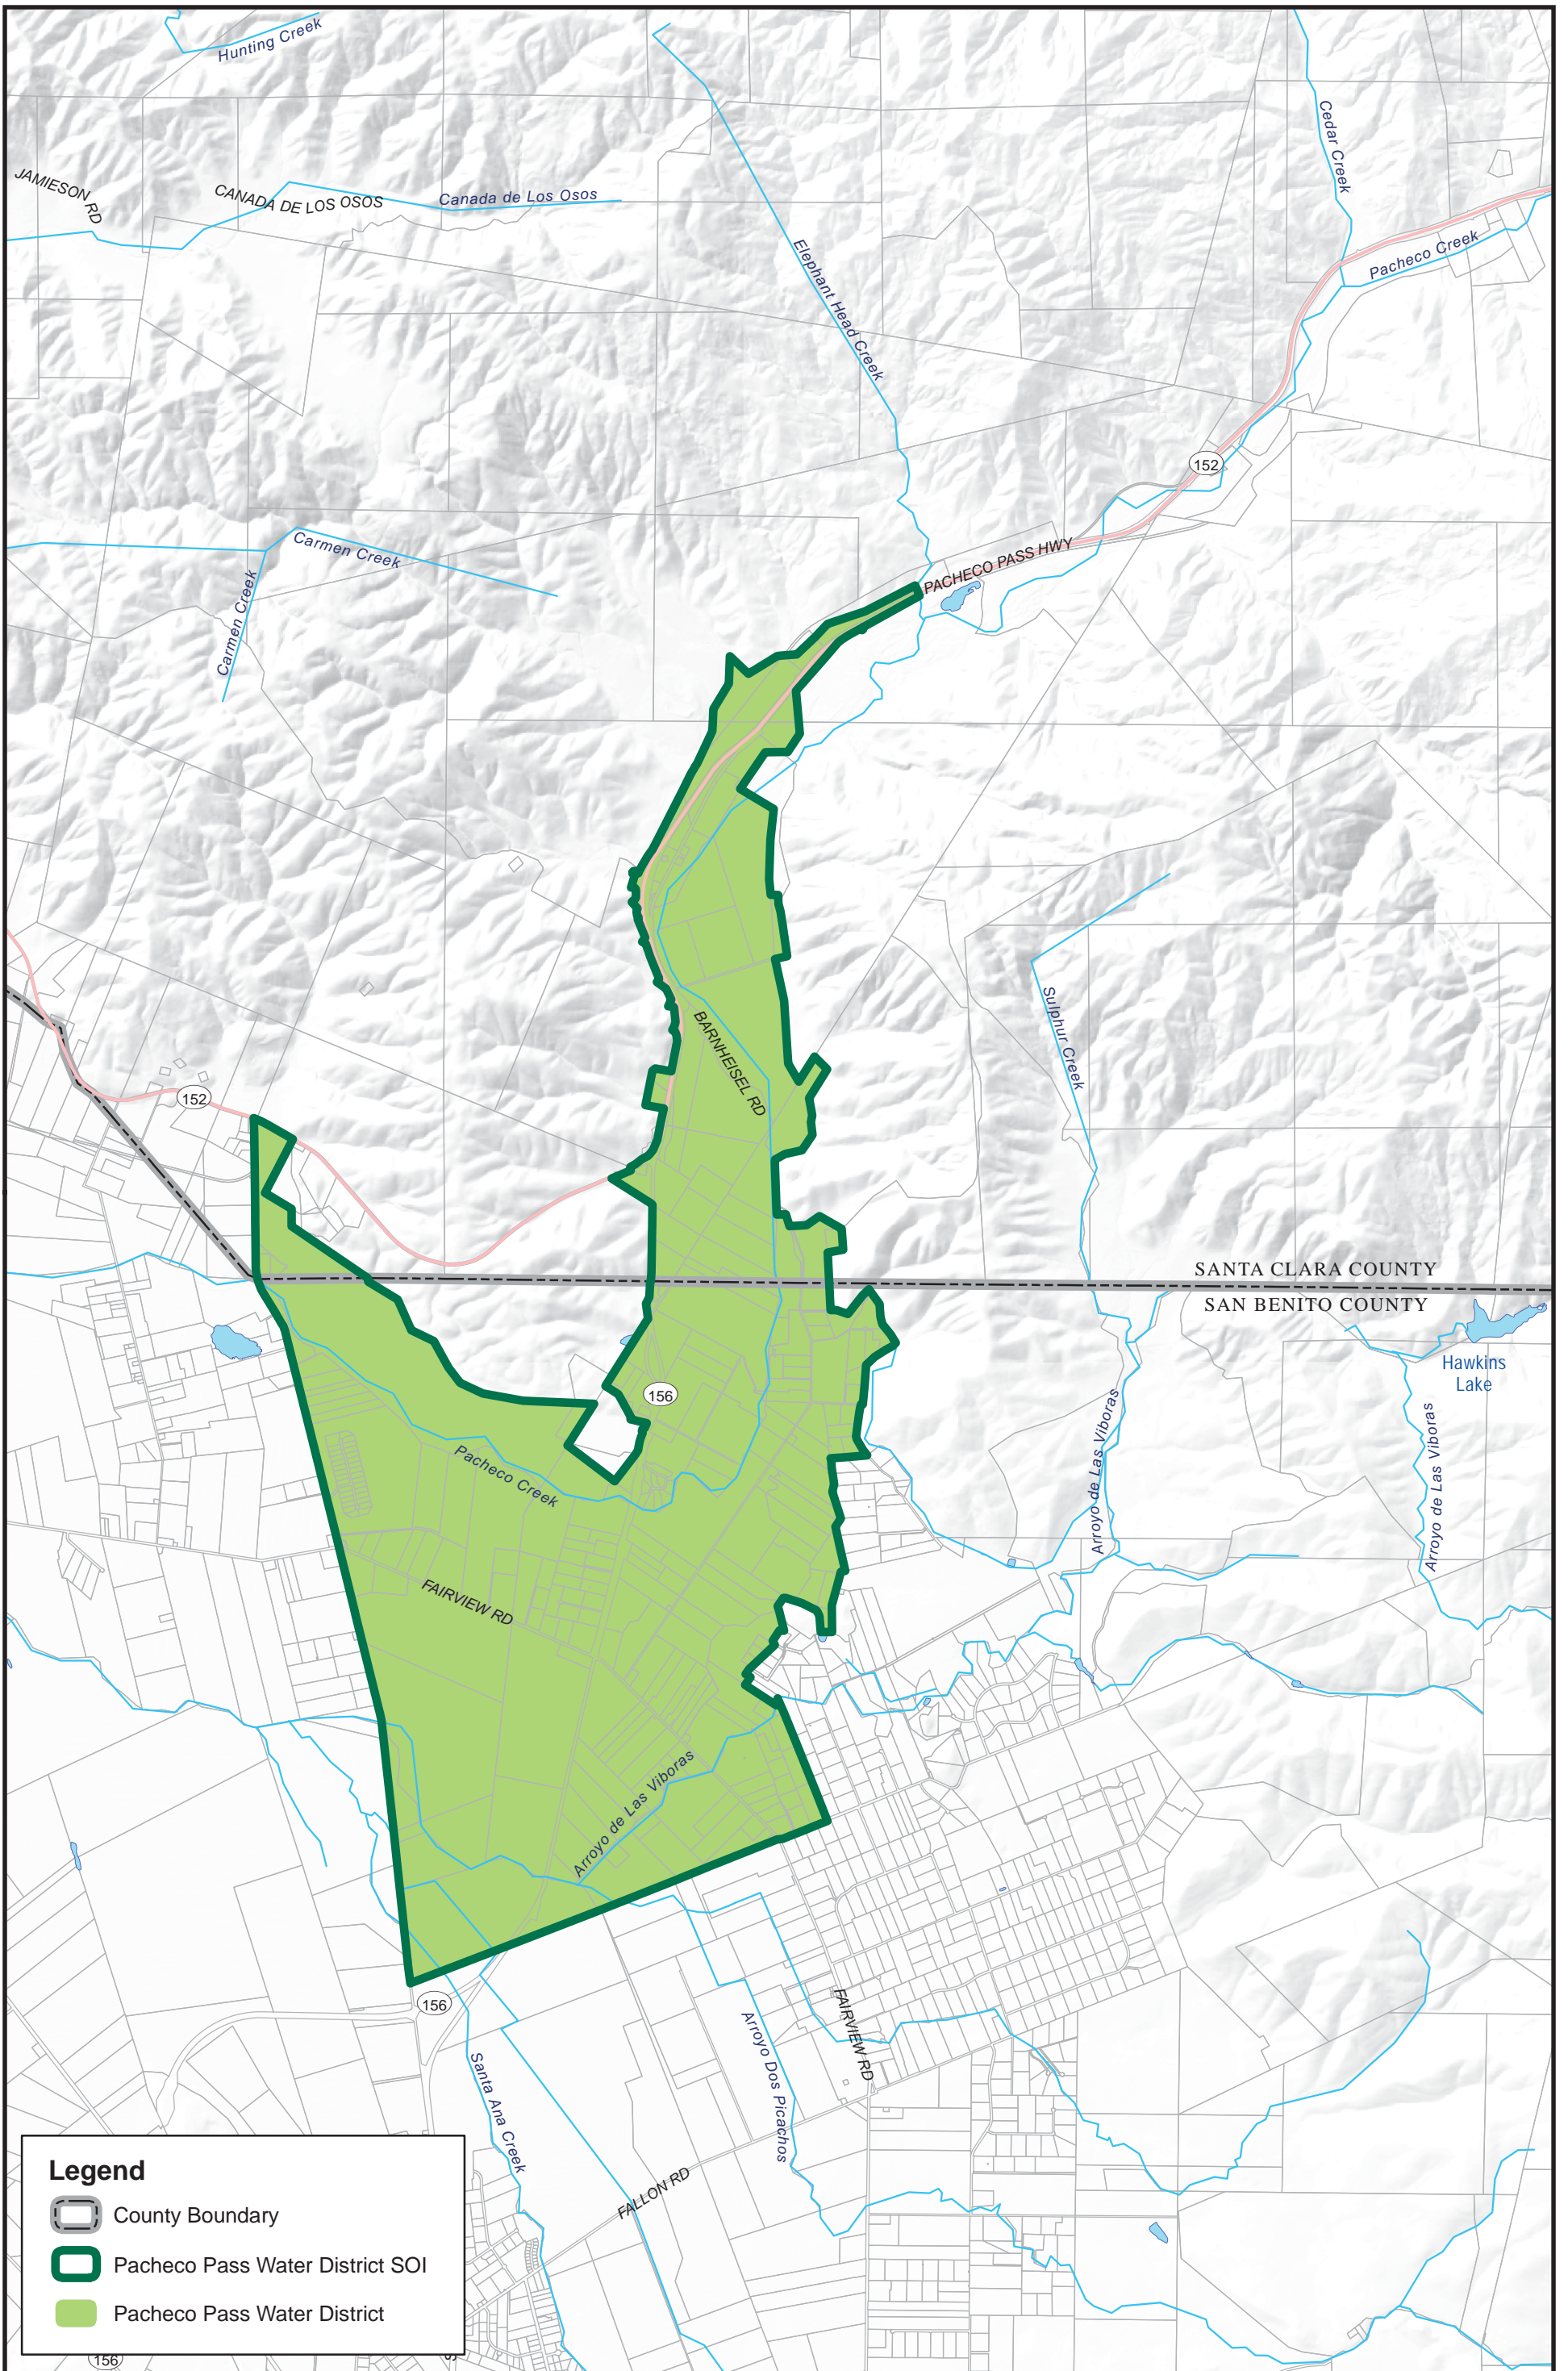 Hunting Creek
Cedar Creek
JAMIESON RD
CANADA DE LOS OSOS
Canada de Los Osos
Pacheco Creek
Elephant Head Creek
152
PACHECO PASS HWY
Carmen Creek
Carmen Creek
BARNHEISEL RD
Sulphur Creek
152
SANTA CLARA COUNTY
SAN BENITO COUNTY
Hawkins
Lake
156
Arroyo de Las Viboras
Arroyo de Las Viboras
Pacheco Creek
FAIRVIEW RD
Arroyo de Las Viboras
156
FAIRVIEW RD
Arroyo Dos Picachos
Santa Ana Creek
FALLON RD
Legend
County Boundary
Pacheco Pass Water District SOI
Pacheco Pass Water District
156